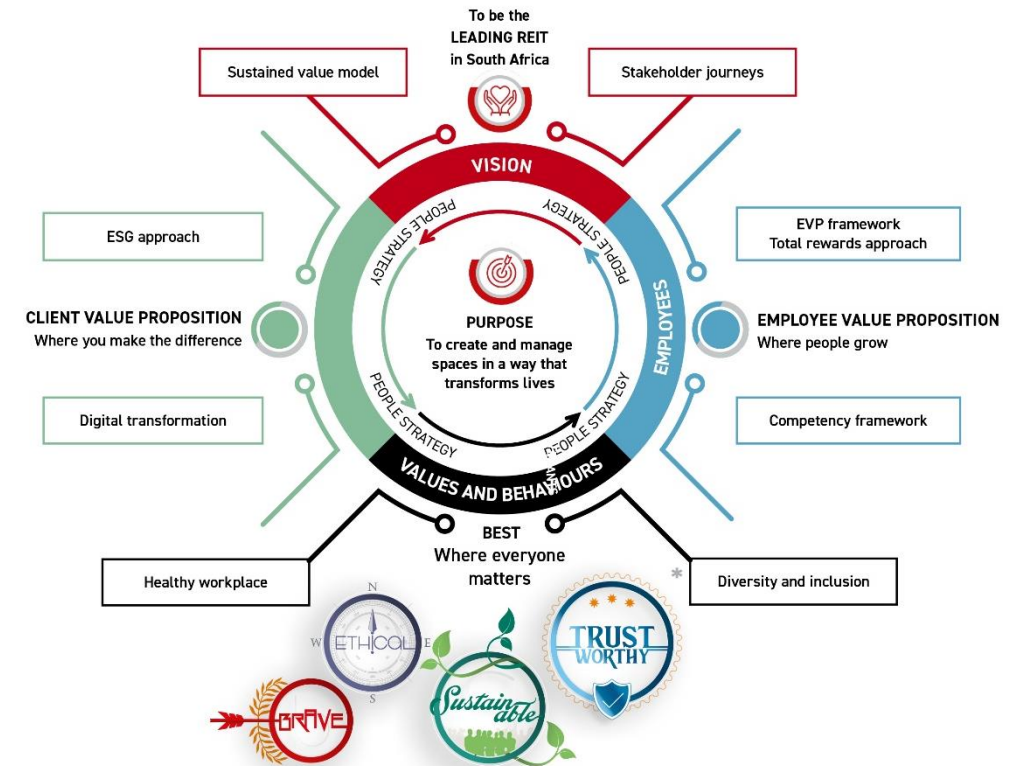 To be the
LEADING REIT
in South Africa
Sustained value model
Stakeholder journeys
VISION
PEOPLE STRATEGY
PEOPLE STRATEGY
ESG approach
EVP framework
Total rewards approach
CLIENT VALUE PROPOSITION
Where you make the difference
PURPOSE
To create and manage
spaces in a way that
transforms lives
EMPLOYEES
EMPLOYEE VALUE PROPOSITION
Where people grow
Digital transformation
Competency framework
PEOPLE STRATEGY
PEOPLE STRATEGY
VALUES AND BEHAVIOURS
BEST
Where everyone
matters
Healthy workplace
* Diversity and inclusion
N
W
ETHICAL
E
S
TRUST
WORTHY
BRAVE
Sustain
able